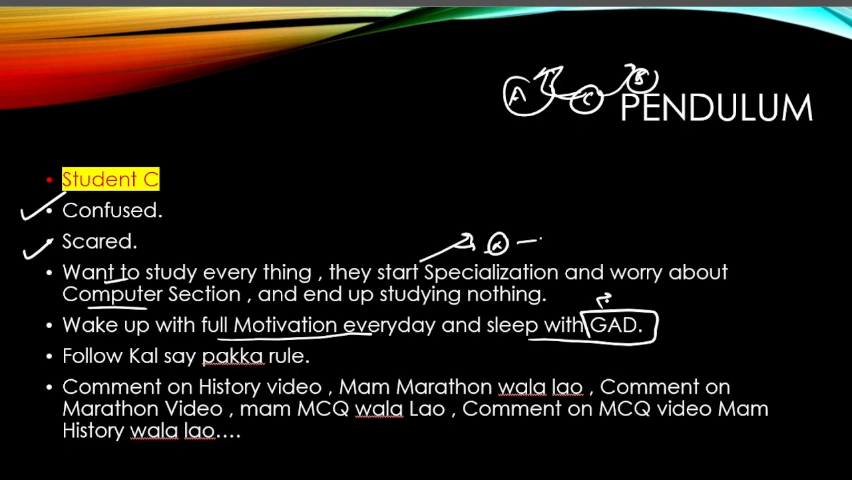 A C B
PENDULUM
Student C
Confused.
Scared.
Want to study every thing , they start Specialization and worry about
Computer Section , and end up studying nothing.
Wake up with full Motivation everyday and sleep with GAD.
Follow Kal say pakka rule.
Comment on History video , Mam Marathon wala lao , Comment on
Marathon Video , mam MCQ wala Lao , Comment on MCQ video Mam
History wala lao....